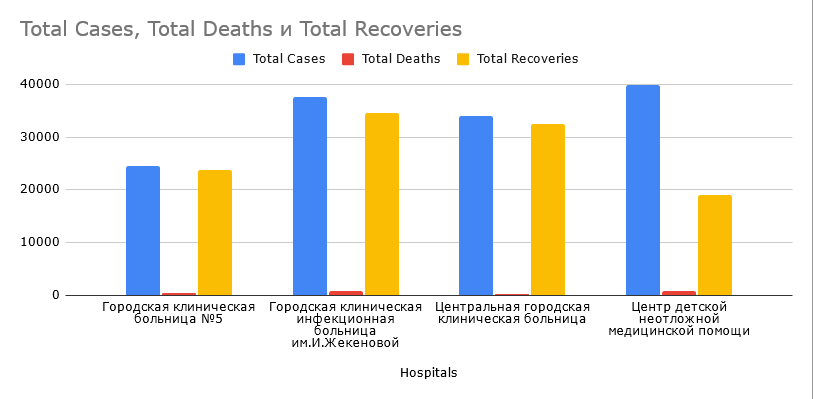 Total Cases, Total Deaths и Total Recoveries
Total Cases Total Deaths Total Recoveries
40000
30000
20000
10000
0
Городская клиническая
больница №5
Городская клиническая
инфекционная
больница
им.И.Жекеновой
Центральная городская
клиническая больница
Центр детской
неотложной
медицинской помощи
Hospitals